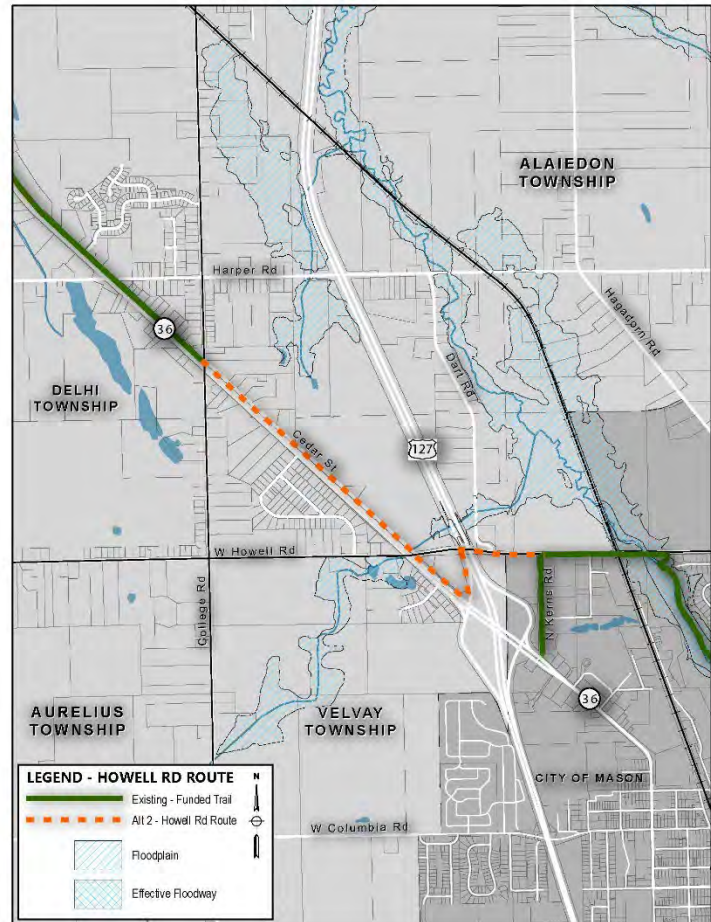 ALAIEDON
TOWNSHIP
Harper Rd
Hagadorn Rd
36
Dart Rd
DELHI
TOWNSHIP
Cedar St
127
W Howell Rd
College Rd
N Kerns Rd
36
AURELIUS
TOWNSHIP
VELVAY
TOWNSHIP
CITY OF MASON
W Columbia Rd
LEGEND - HOWELL RD ROUTE
N
Existing - Funded Trail
Alt 2 - Howell Rd Route
Floodplain
Effective Floodway